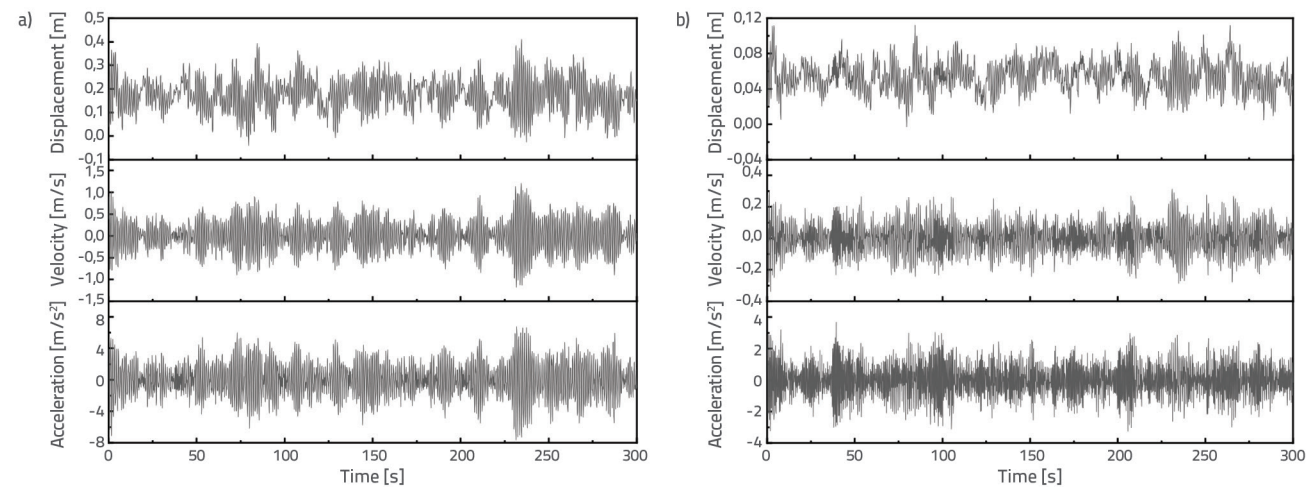 a)
Displacement [m]
0,5
0,4
0,3
0,2
0,1
0,0
-0,1
Velocity [m/s]
1,5
1,0
0,5
0,0
-0,5
-1,0
-1,5
Acceleration [m/s²]
8
4
0
-4
-8
0 50 100 150 200 250 300
Time [s]
b)
Displacement [m]
0,12
0,08
0,04
0,00
-0,04
Velocity [m/s]
0,4
0,2
0,0
-0,2
-0,4
Acceleration [m/s²]
4
2
0
-2
-4
0 50 100 150 200 250 300
Time [s]